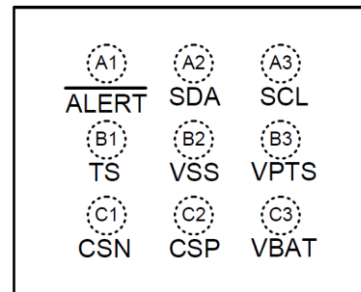 A1 A2 A3
ALERT SDA SCL
B1 B2 B3
TS VSS VPTS
C1 C2 C3
CSN CSP VBAT